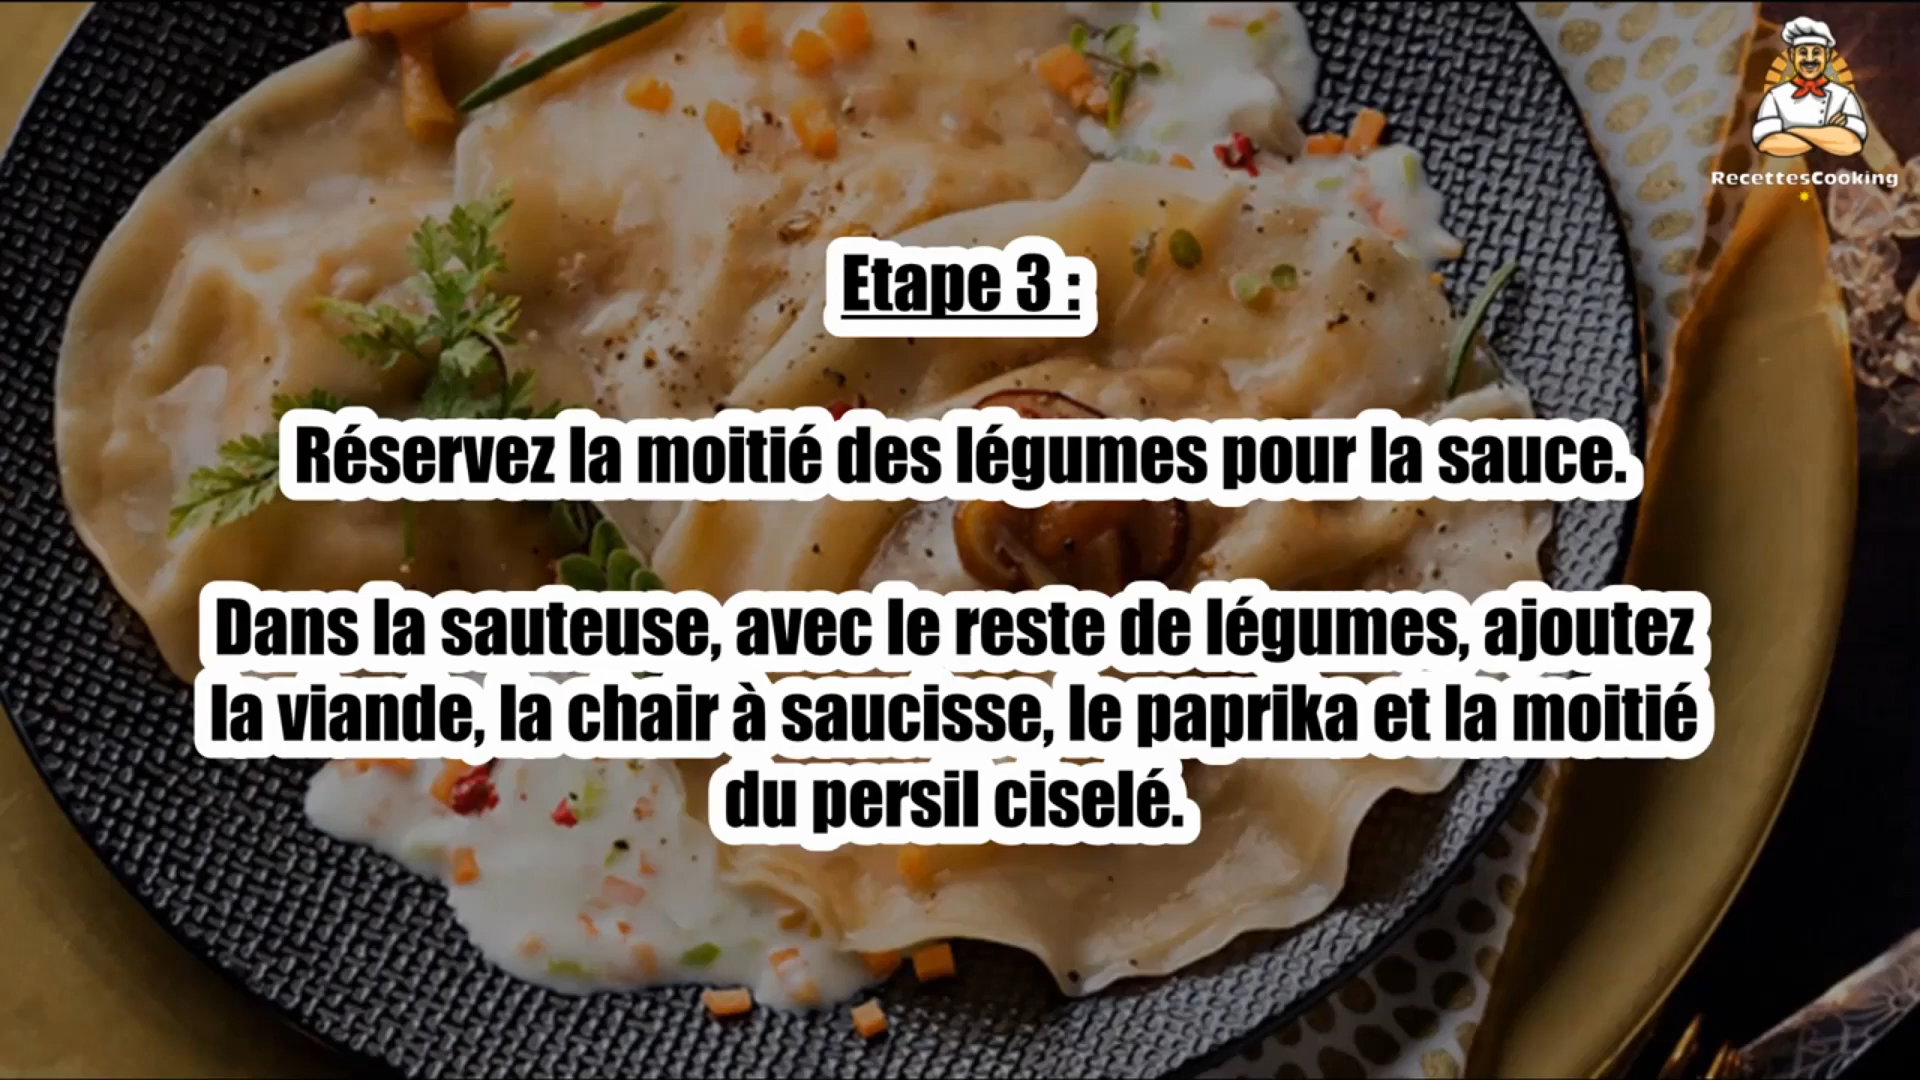 RecettesCooking
Etape 3 :
Réservez la moitié des légumes pour la sauce.
Dans la sauteuse, avec le reste de légumes, ajoutez
la viande, la chair à saucisse, le paprika et la moitié
du persil ciselé.